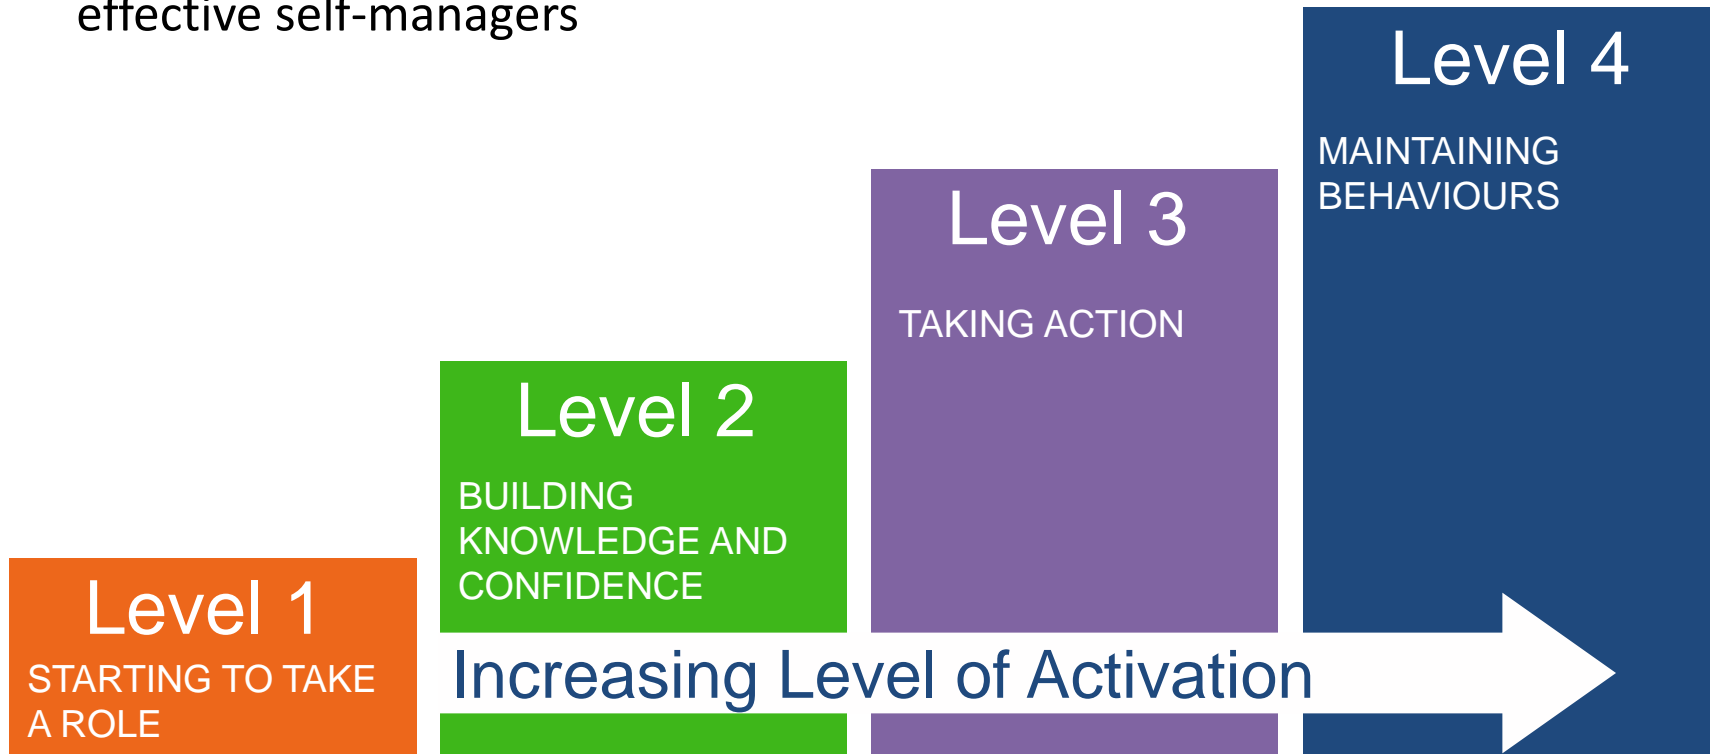 effective self-managers
Level 4
MAINTAINING
BEHAVIOURS
Level 3
TAKING ACTION
Level 2
BUILDING
KNOWLEDGE AND
CONFIDENCE
Level 1
STARTING TO TAKE
A ROLE
Increasing Level of Activation